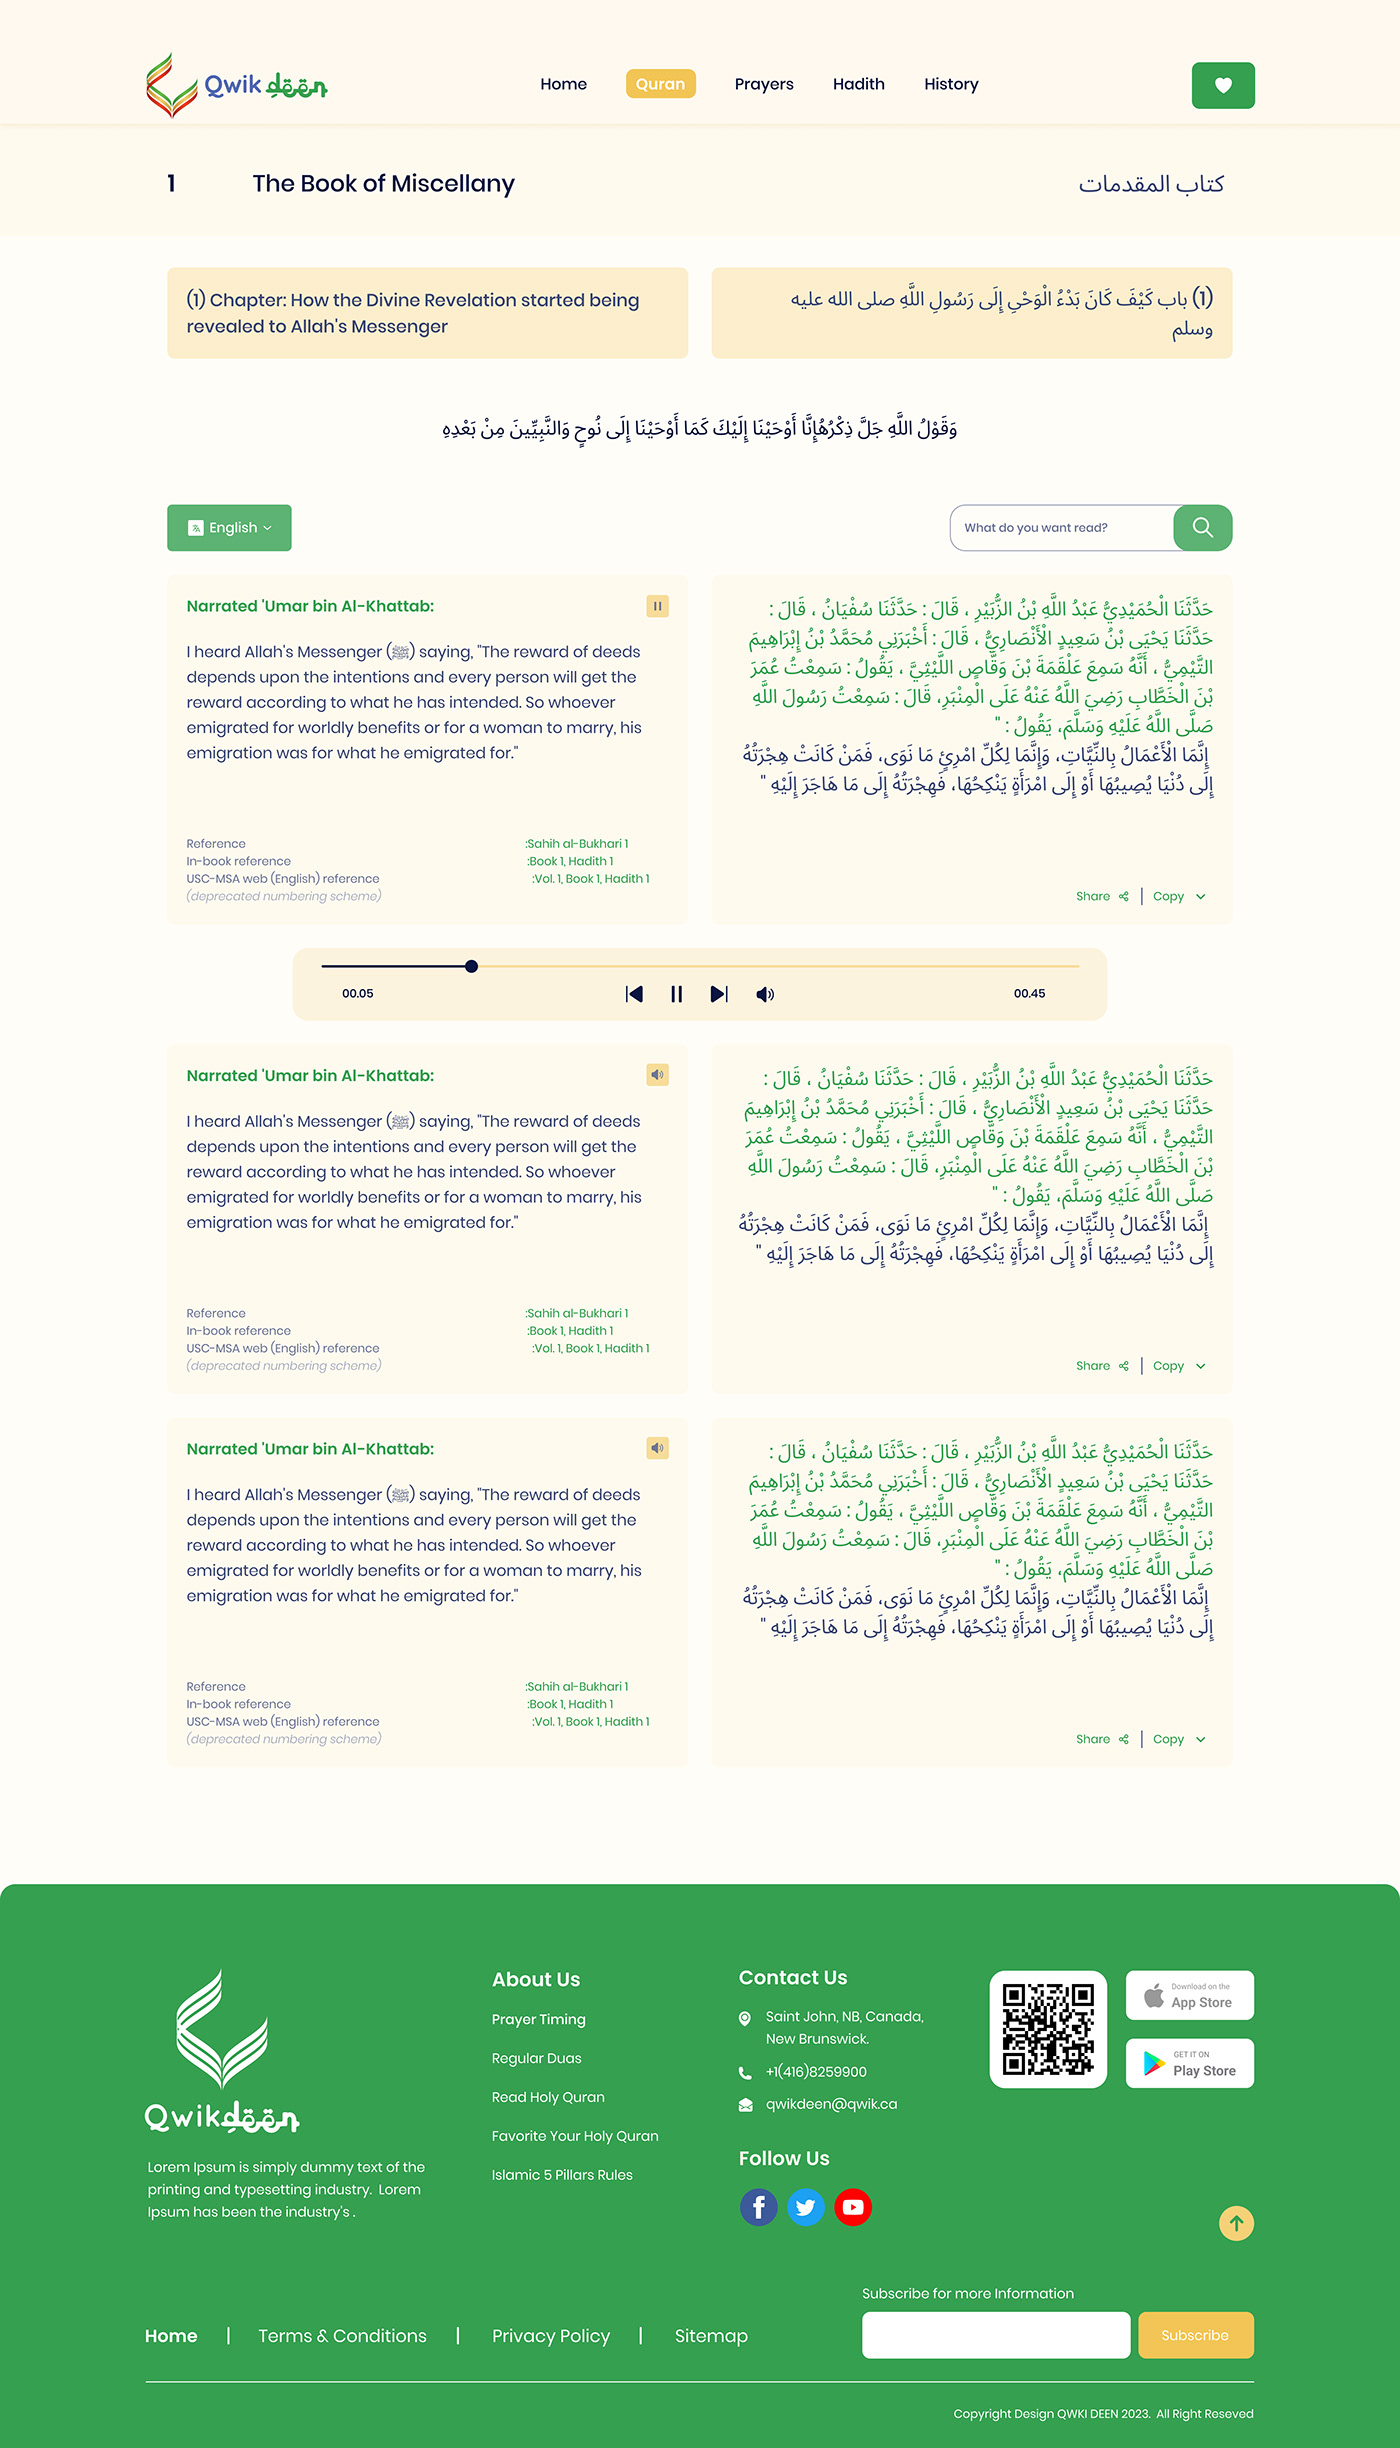 Qwik deen
Home Quran Prayers Hadith History
1 The Book of Miscellany كتاب المقدمات
(1) Chapter: How the Divine Revelation started being
revealed to Allah's Messenger
(1) باب كَيْفَ كَانَ بَدْءُ الْوَحْيِ إِلَى رَسُولِ اللَّهِ صلى الله عليه
وسلم
وَقَوْلُ اللَّهِ جَلَّ ذِكْرُهُإِنَّا أَوْحَيْنَا إِلَيْكَ كَمَا أَوْحَيْنَا إِلَى نُوحٍ وَالنَّبِيِّينَ مِنْ بَعْدِهِ
English
What do you want read?
Narrated 'Umar bin Al-Khattab:
I heard Allah's Messenger (ﷺ) saying, "The reward of deeds
depends upon the intentions and every person will get the
reward according to what he has intended. So whoever
emigrated for worldly benefits or for a woman to marry, his
emigration was for what he emigrated for."
Reference :Sahih al-Bukhari 1
In-book reference :Book 1, Hadith 1
USC-MSA web (English) reference :Vol. 1, Book 1, Hadith 1
(deprecated numbering scheme)
حَدَّثَنَا الْحُمَيْدِيُّ عَبْدُ اللَّهِ بْنُ الزُّبَيْرِ ، قَالَ : حَدَّثَنَا سُفْيَانُ ، قَالَ :
حَدَّثَنَا يَحْيَى بْنُ سَعِيدٍ الْأَنْصَارِيُّ ، قَالَ : أَخْبَرَنِي مُحَمَّدُ بْنُ إِبْرَاهِيمَ
التَّيْمِيُّ ، أَنَّهُ سَمِعَ عَلْقَمَةَ بْنَ وَقَّاصٍ اللَّيْثِيَّ ، يَقُولُ : سَمِعْتُ عُمَرَ
بْنَ الْخَطَّابِ رَضِيَ اللَّهُ عَنْهُ عَلَى الْمِنْبَرِ، قَالَ : سَمِعْتُ رَسُولَ اللَّهِ
صَلَّى اللَّهُ عَلَيْهِ وَسَلَّمَ، يَقُولُ : "
إِنَّمَا الْأَعْمَالُ بِالنِّيَّاتِ، وَإِنَّمَا لِكُلِّ امْرِئٍ مَا نَوَى، فَمَنْ كَانَتْ هِجْرَتُهُ
إِلَى دُنْيَا يُصِيبُهَا أَوْ إِلَى امْرَأَةٍ يَنْكِحُهَا، فَهِجْرَتُهُ إِلَى مَا هَاجَرَ إِلَيْهِ "
Share | Copy
00.05 00.45
Narrated 'Umar bin Al-Khattab:
I heard Allah's Messenger (ﷺ) saying, "The reward of deeds
depends upon the intentions and every person will get the
reward according to what he has intended. So whoever
emigrated for worldly benefits or for a woman to marry, his
emigration was for what he emigrated for."
Reference :Sahih al-Bukhari 1
In-book reference :Book 1, Hadith 1
USC-MSA web (English) reference :Vol. 1, Book 1, Hadith 1
(deprecated numbering scheme)
حَدَّثَنَا الْحُمَيْدِيُّ عَبْدُ اللَّهِ بْنُ الزُّبَيْرِ ، قَالَ : حَدَّثَنَا سُفْيَانُ ، قَالَ :
حَدَّثَنَا يَحْيَى بْنُ سَعِيدٍ الْأَنْصَارِيُّ ، قَالَ : أَخْبَرَنِي مُحَمَّدُ بْنُ إِبْرَاهِيمَ
التَّيْمِيُّ ، أَنَّهُ سَمِعَ عَلْقَمَةَ بْنَ وَقَّاصٍ اللَّيْثِيَّ ، يَقُولُ : سَمِعْتُ عُمَرَ
بْنَ الْخَطَّابِ رَضِيَ اللَّهُ عَنْهُ عَلَى الْمِنْبَرِ، قَالَ : سَمِعْتُ رَسُولَ اللَّهِ
صَلَّى اللَّهُ عَلَيْهِ وَسَلَّمَ، يَقُولُ : "
إِنَّمَا الْأَعْمَالُ بِالنِّيَّاتِ، وَإِنَّمَا لِكُلِّ امْرِئٍ مَا نَوَى، فَمَنْ كَانَتْ هِجْرَتُهُ
إِلَى دُنْيَا يُصِيبُهَا أَوْ إِلَى امْرَأَةٍ يَنْكِحُهَا، فَهِجْرَتُهُ إِلَى مَا هَاجَرَ إِلَيْهِ "
Share | Copy
Narrated 'Umar bin Al-Khattab:
I heard Allah's Messenger (ﷺ) saying, "The reward of deeds
depends upon the intentions and every person will get the
reward according to what he has intended. So whoever
emigrated for worldly benefits or for a woman to marry, his
emigration was for what he emigrated for."
Reference :Sahih al-Bukhari 1
In-book reference :Book 1, Hadith 1
USC-MSA web (English) reference :Vol. 1, Book 1, Hadith 1
(deprecated numbering scheme)
حَدَّثَنَا الْحُمَيْدِيُّ عَبْدُ اللَّهِ بْنُ الزُّبَيْرِ ، قَالَ : حَدَّثَنَا سُفْيَانُ ، قَالَ :
حَدَّثَنَا يَحْيَى بْنُ سَعِيدٍ الْأَنْصَارِيُّ ، قَالَ : أَخْبَرَنِي مُحَمَّدُ بْنُ إِبْرَاهِيمَ
التَّيْمِيُّ ، أَنَّهُ سَمِعَ عَلْقَمَةَ بْنَ وَقَّاصٍ اللَّيْثِيَّ ، يَقُولُ : سَمِعْتُ عُمَرَ
بْنَ الْخَطَّابِ رَضِيَ اللَّهُ عَنْهُ عَلَى الْمِنْبَرِ، قَالَ : سَمِعْتُ رَسُولَ اللَّهِ
صَلَّى اللَّهُ عَلَيْهِ وَسَلَّمَ، يَقُولُ : "
إِنَّمَا الْأَعْمَالُ بِالنِّيَّاتِ، وَإِنَّمَا لِكُلِّ امْرِئٍ مَا نَوَى، فَمَنْ كَانَتْ هِجْرَتُهُ
إِلَى دُنْيَا يُصِيبُهَا أَوْ إِلَى امْرَأَةٍ يَنْكِحُهَا، فَهِجْرَتُهُ إِلَى مَا هَاجَرَ إِلَيْهِ "
Share | Copy
Qwik deen
Lorem Ipsum is simply dummy text of the
printing and typesetting industry. Lorem
Ipsum has been the industry's .
About Us
Prayer Timing
Regular Duas
Read Holy Quran
Favorite Your Holy Quran
Islamic 5 Pillars Rules
Contact Us
Saint John, NB, Canada,
New Brunswick.
+1(416)8259900
qwikdeen@qwik.ca
Follow Us
Download on the
App Store
GET IT ON
Play Store
Subscribe for more Information
Subscribe
Home | Terms & Conditions | Privacy Policy | Sitemap
Copyright Design QWKI DEEN 2023. All Right Reseved